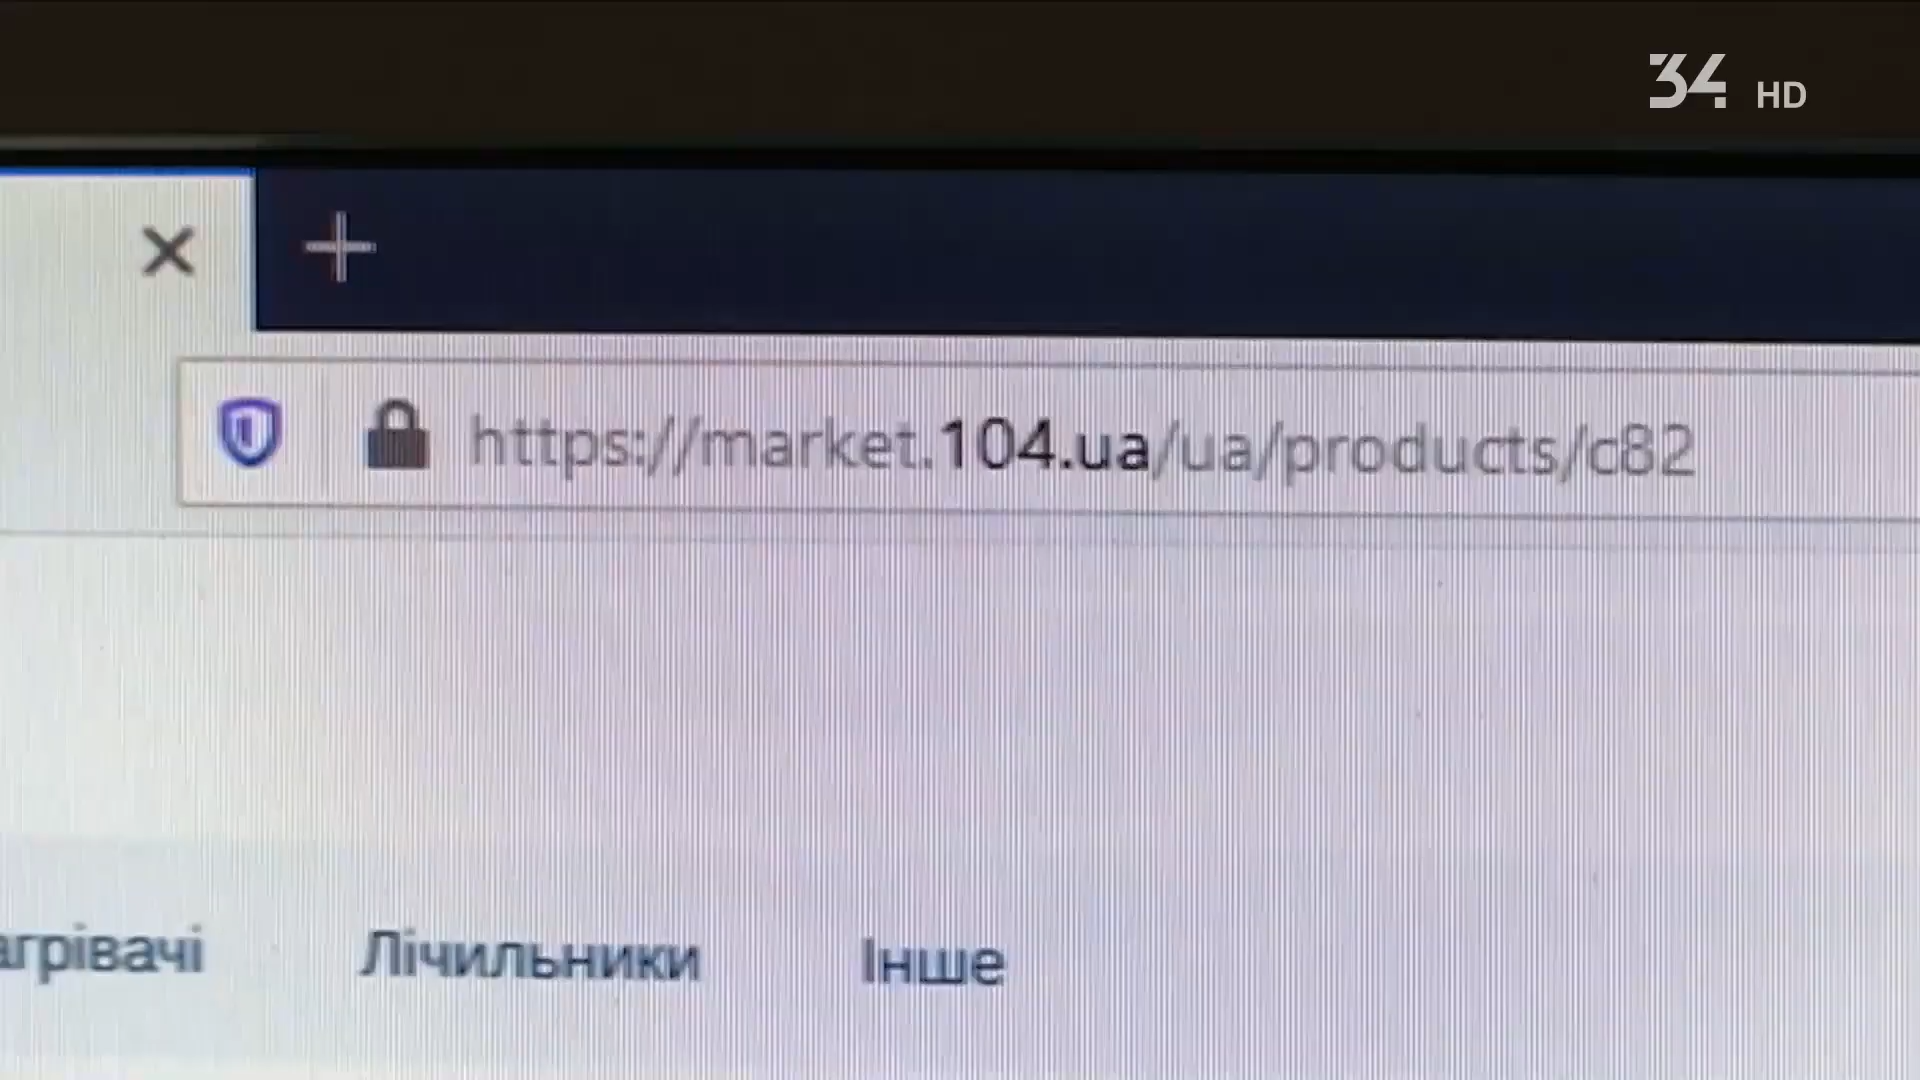 34 HD
https://market.104.ua/ua/products/c82
агрівачі Лічильники Інше